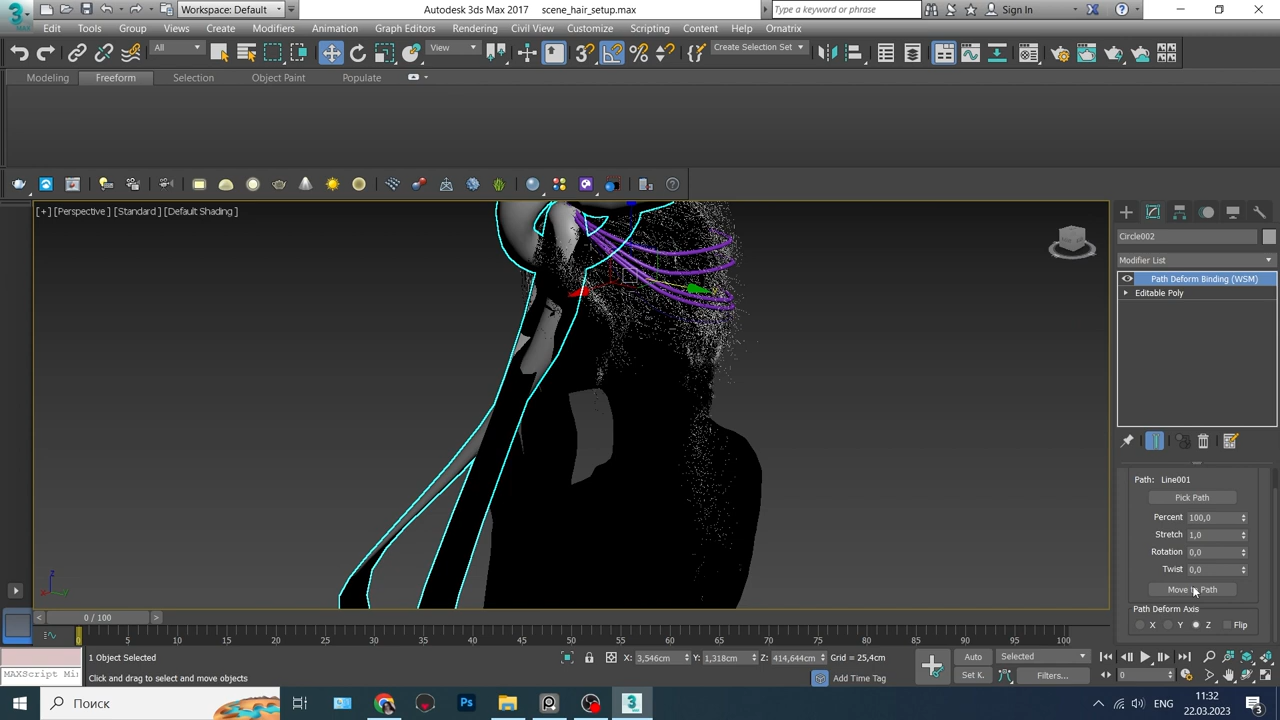 3
MAX
Workspace: Default
Autodesk 3ds Max 2017
scene_hair_setup.max
Type a keyword or phrase
Sign In
Edit Tools Group Views Create Modifiers Animation Graph Editors Rendering Civil View Customize Scripting Content Help Ornatrix
All
View
Create Selection Set
Modeling Freeform Selection Object Paint Populate
[+] [Perspective] [Standard] [Default Shading]
Circle002
Modifier List
Path Deform Binding (WSM)
Editable Poly
Path: Line001
Pick Path
Percent 100,0
Stretch 1,0
Rotation 0,0
Twist 0,0
Move to Path
Path Deform Axis
X Y Z Flip
0 / 100
0 5 10 15 20 25 30 35 40 45 50 55 60 65 70 75 80 85 90 95 100
1 Object Selected
X: 3,546cm
Y: 1,318cm
Z: 414,644cm
Grid = 25,4cm
Auto
Selected
MAXScript Mi
Click and drag to select and move objects
Add Time Tag
Set K.
Filters...
0
Поиск
Ps
ENG
11:32
22.03.2023
3